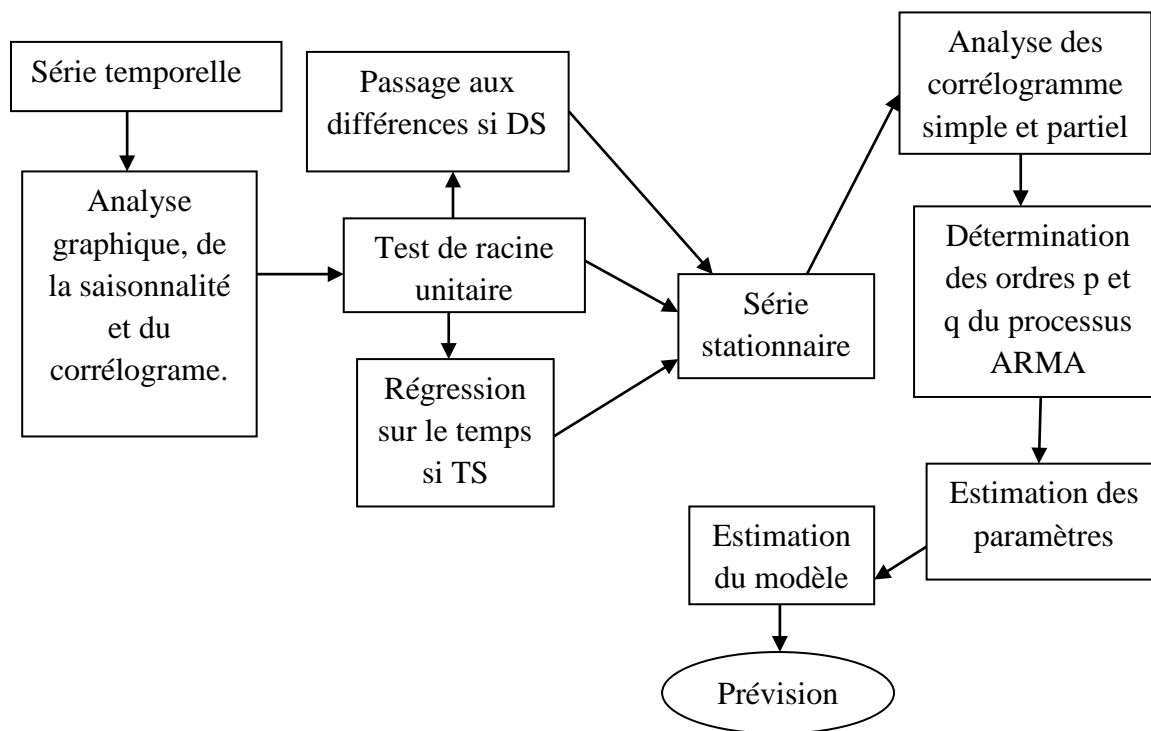 Série temporelle
Analyse
graphique, de
la saisonnalité
et du
corrélograme.
Passage aux
différences si DS
Test de racine
unitaire
Régression
sur le temps
si TS
Série
stationnaire
Analyse des
corrélogramme
simple et partiel
Détermination
des ordres p et
q du processus
ARMA
Estimation des
paramètres
Estimation
du modèle
Prévision